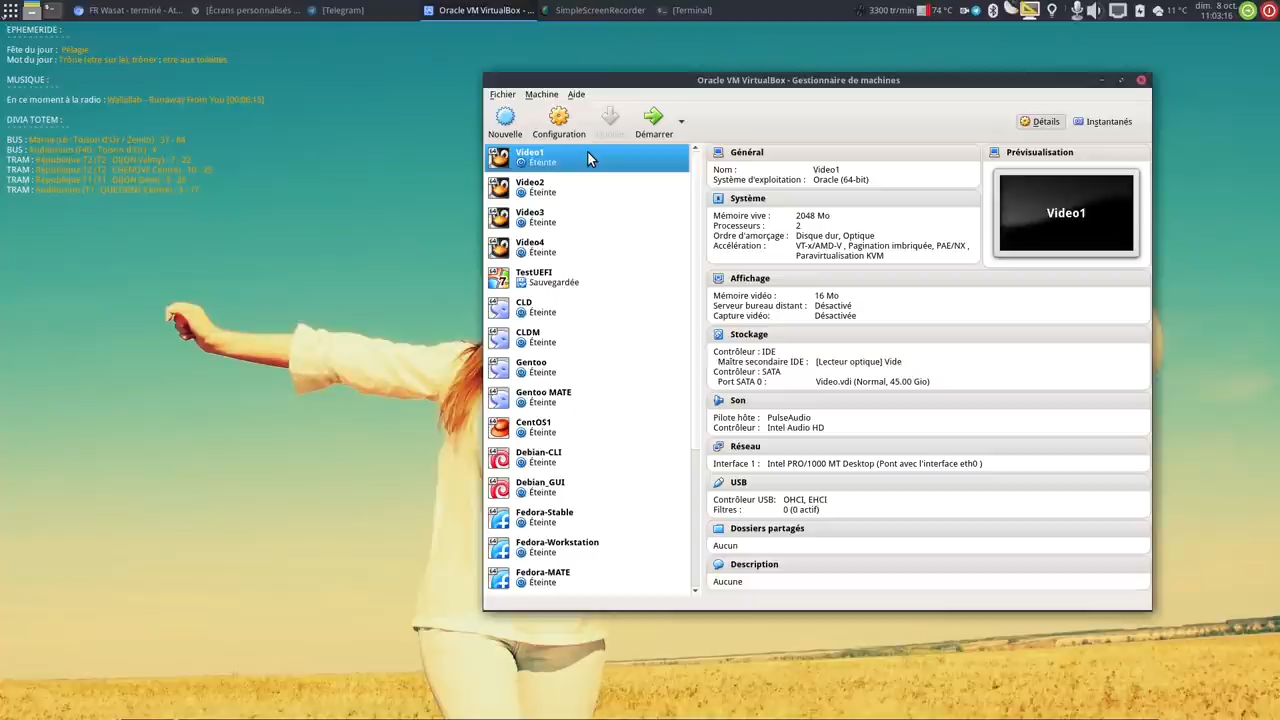 FR Wasat - terminé - At...
[Écrans personnalisés ...
[Telegram]
Oracle VM VirtualBox - ...
SimpleScreenRecorder
[Terminal]
3300 tr/min
74 °C
11 °C
dim. 8 oct.
11:03:16
EPHEMERIDE :
Fête du jour : Pélagie
Mot du jour : Trône (etre sur le), trôner : etre aux toilettes
MUSIQUE :
En ce moment à la radio : Wallallah - Runaway From You [00:06:15]
DIVIA TOTEM :
BUS :
BUS :
TRAM :
TRAM :
TRAM :
TRAM :
Oracle VM VirtualBox - Gestionnaire de machines
Fichier Machine Aide
Nouvelle Configuration Démarrer
Détails Instantanés
Video1
Éteinte
Video2
Éteinte
Video3
Éteinte
Video4
Éteinte
TestUEFI
Sauvegardée
CLD
Éteinte
CLDM
Éteinte
Gentoo
Éteinte
Gentoo MATE
Éteinte
CentOS1
Éteinte
Debian-CLI
Éteinte
Debian_GUI
Éteinte
Fedora-Stable
Éteinte
Fedora-Workstation
Éteinte
Fedora-MATE
Éteinte
Général
Nom : Video1
Système d'exploitation : Oracle (64-bit)
Système
Mémoire vive : 2048 Mo
Processeurs : 2
Ordre d'amorçage : Disque dur, Optique
Accélération : VT-x/AMD-V , Pagination imbriquée, PAE/NX ,
Paravirtualisation KVM
Prévisualisation
Video1
Affichage
Mémoire vidéo : 16 Mo
Serveur bureau distant : Désactivé
Capture vidéo: Désactivée
Stockage
Contrôleur : IDE
Maître secondaire IDE : [Lecteur optique] Vide
Contrôleur : SATA
Port SATA 0 : Video.vdi (Normal, 45.00 Gio)
Son
Pilote hôte : PulseAudio
Contrôleur : Intel Audio HD
Réseau
Interface 1 : Intel PRO/1000 MT Desktop (Pont avec l'interface eth0 )
USB
Contrôleur USB: OHCI, EHCI
Filtres : 0 (0 actif)
Dossiers partagés
Aucun
Description
Aucune